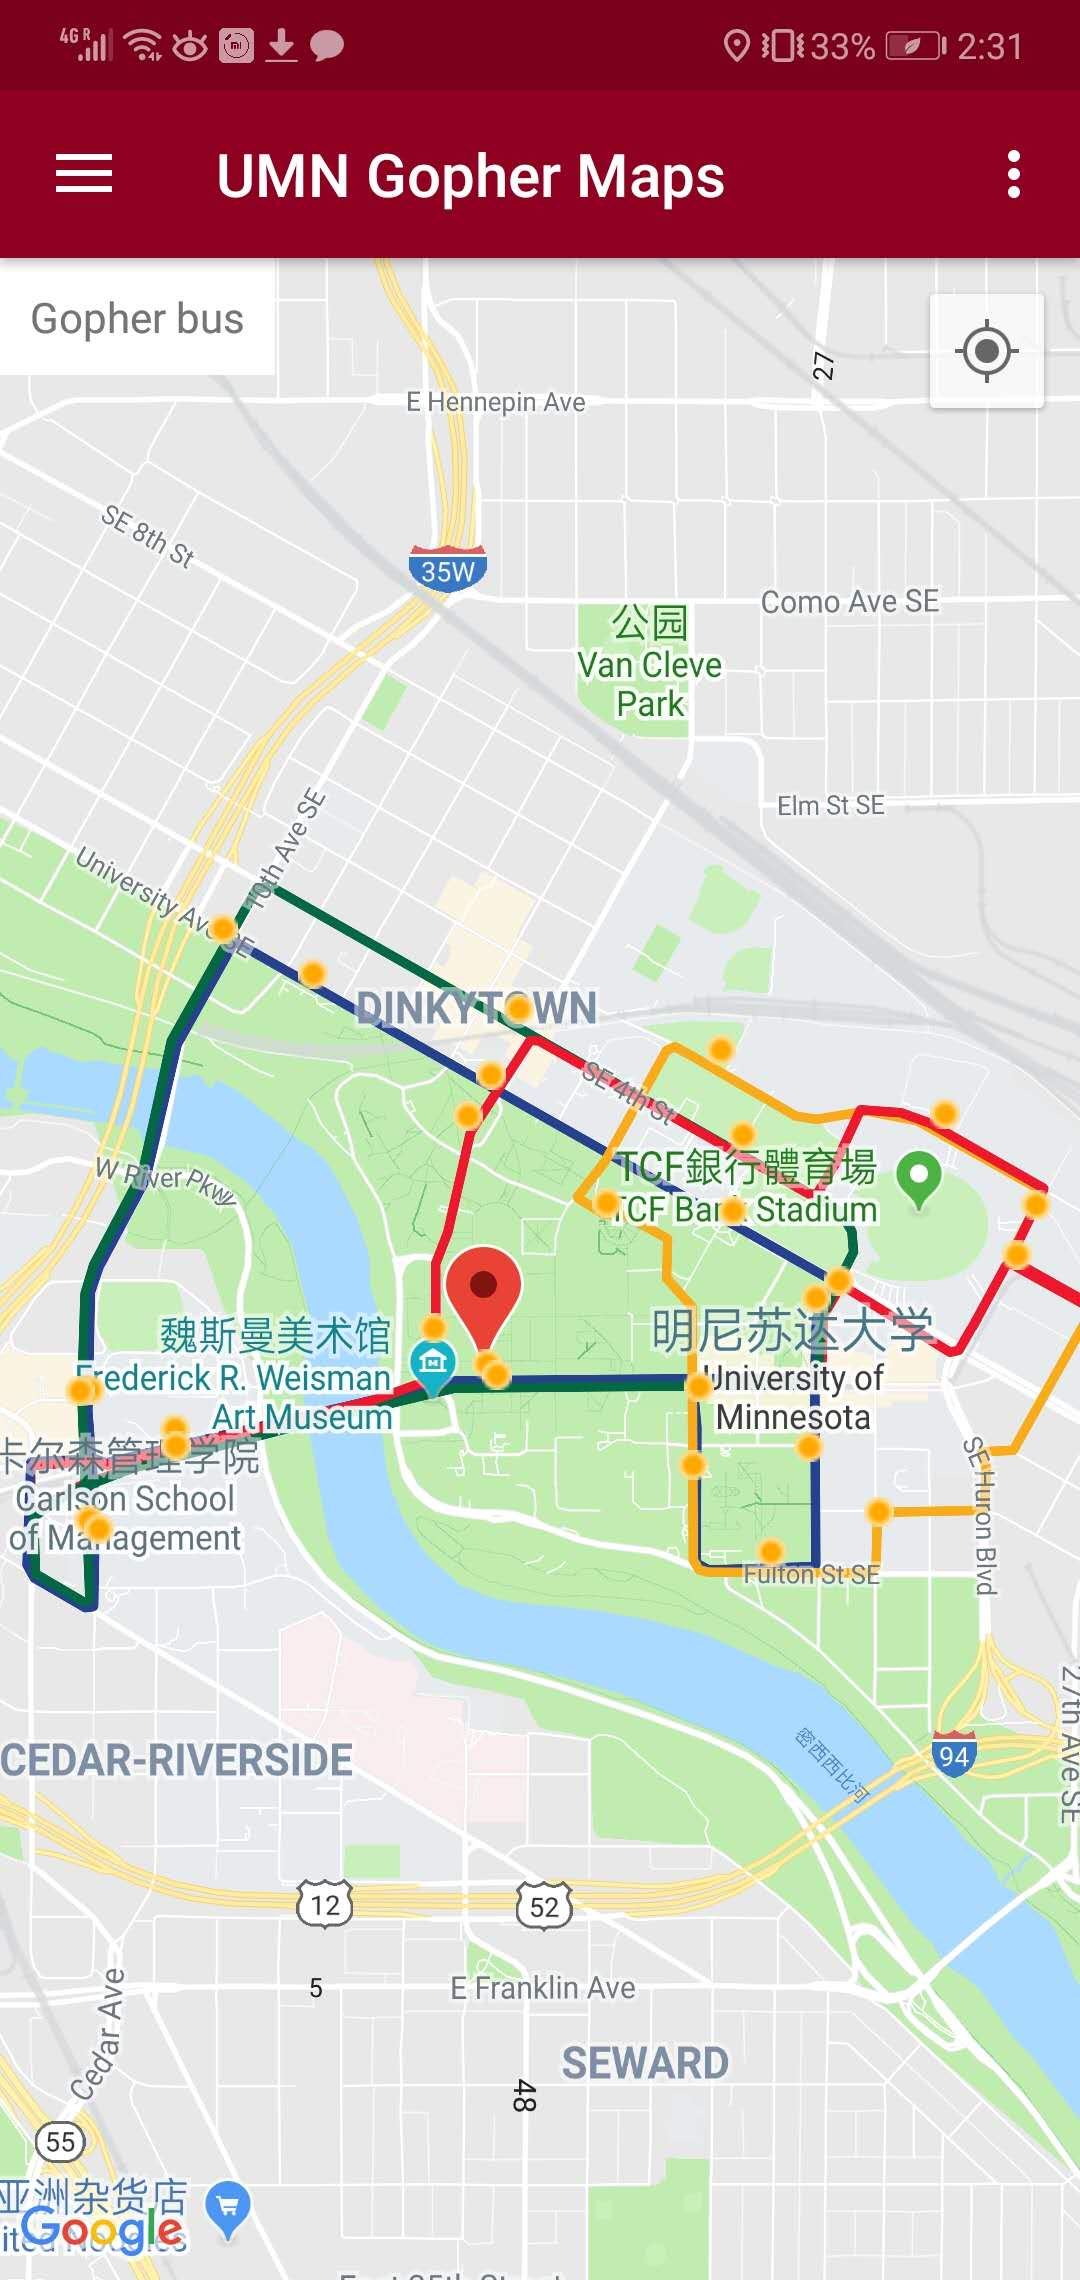 4G R
33%
2:31
UMN Gopher Maps
Gopher bus
27
E Hennepin Ave
SE 8th St
35W
Como Ave SE
公园
Van Cleve
Park
Elm St SE
10th Ave SE
University Ave SE
DINKYTOWN
SE 4th St
W River Pkwy
TCF銀行體育場
TCF Bank Stadium
魏斯曼美术馆
Frederick R. Weisman
Art Museum
明尼苏达大学
University of
Minnesota
卡尔森管理学院
Carlson School
of Management
SE Huron Blvd
Fulton St SE
27th Ave SE
CEDAR-RIVERSIDE
密西西比河
94
12
52
5
E Franklin Ave
Cedar Ave
SEWARD
48
55
亚洲杂货店
Google